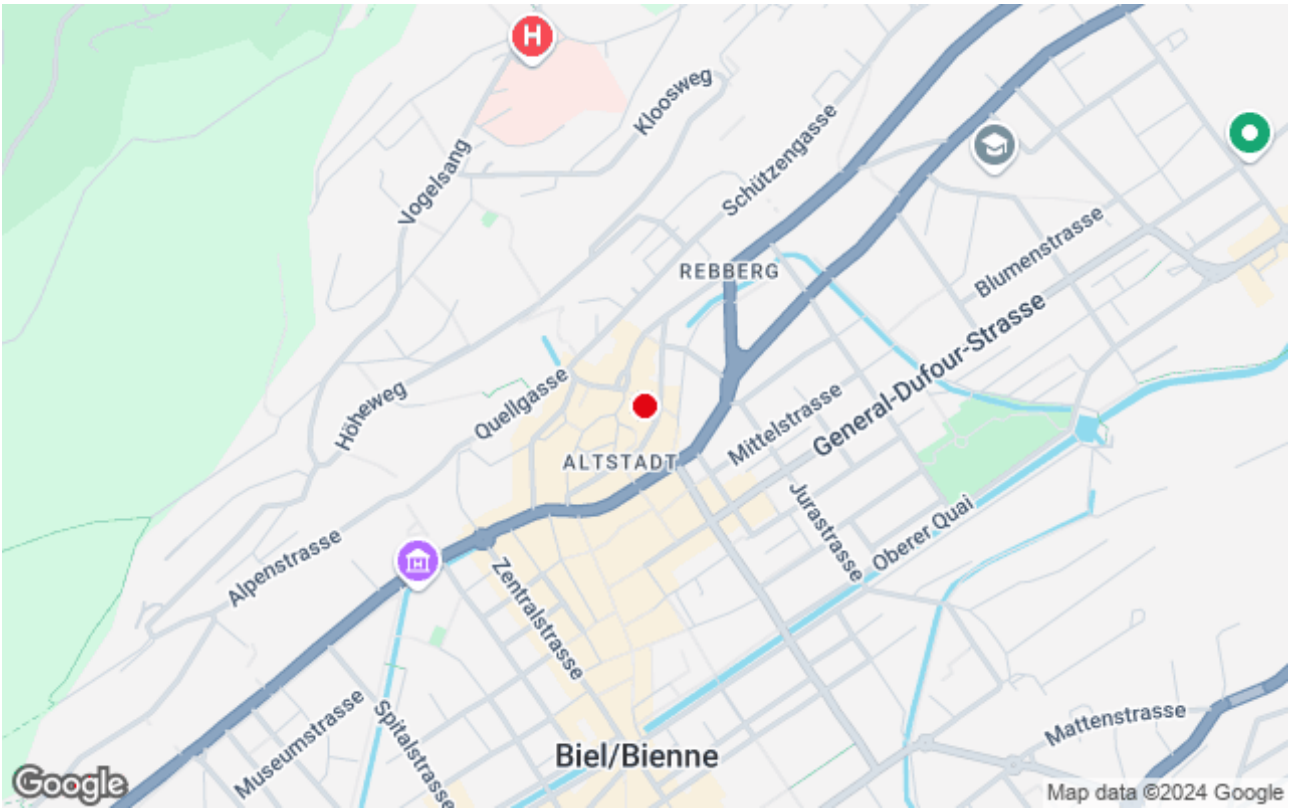 H
Kloosweg
Schützengasse
Vogelsang
REBBERG
Blumenstrasse
General-Dufour-Strasse
Höheweg
Quellgasse
Mittelstrasse
ALTSTADT
Jurastrasse
Oberer Quai
Alpenstrasse
Zentralstrasse
Museumstrasse
Spitalstrasse
Mattenstrasse
Biel/Bienne
Google
Map data ©2024 Google